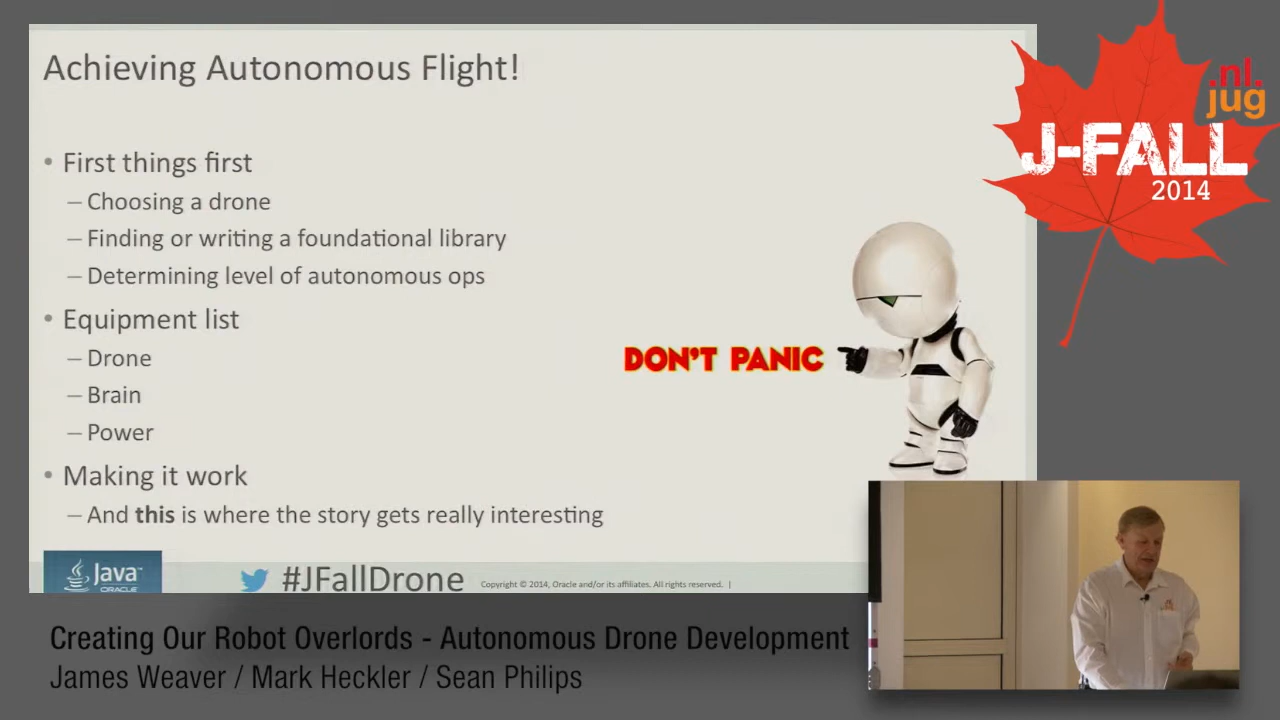 Achieving Autonomous Flight!
• First things first
– Choosing a drone
– Finding or writing a foundational library
– Determining level of autonomous ops
• Equipment list
– Drone
– Brain
– Power
• Making it work
– And this is where the story gets really interesting
DON'T PANIC
Java™
ORACLE
#JFallDrone
Copyright © 2014, Oracle and/or its affiliates. All rights reserved. |
.nl.
jug
J-FALL
2014
Creating Our Robot Overlords - Autonomous Drone Development
James Weaver / Mark Heckler / Sean Philips